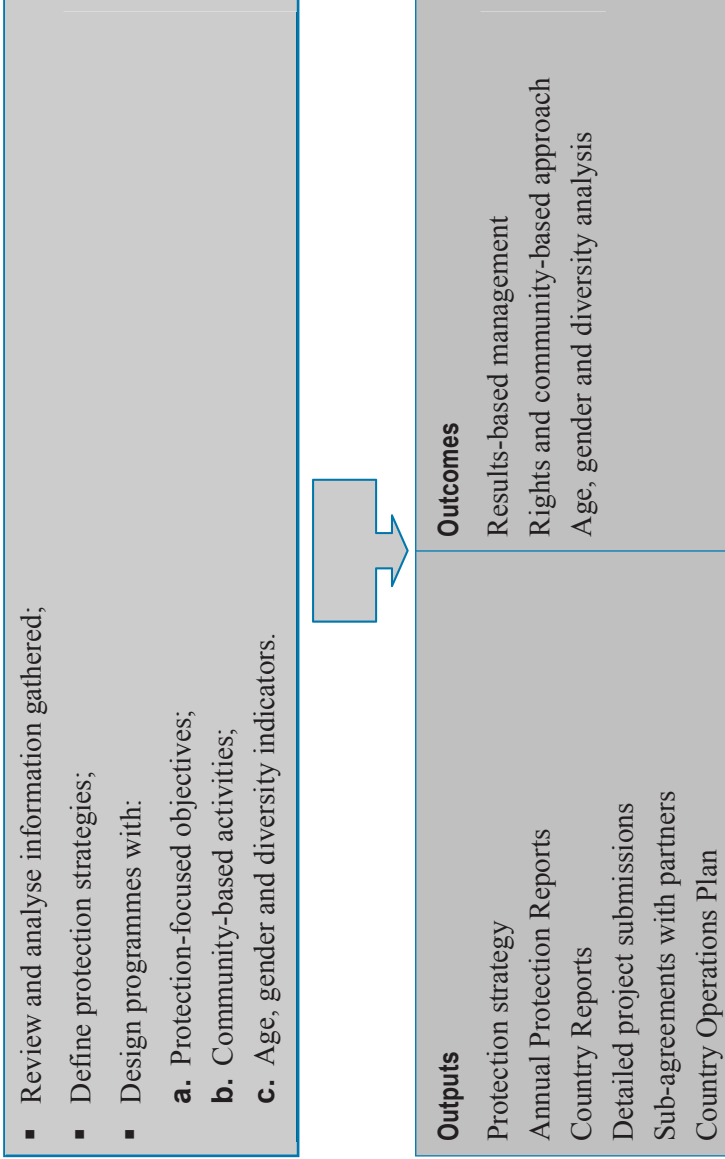 ▪ Review and analyse information gathered;
▪ Define protection strategies;
▪ Design programmes with:
a. Protection-focused objectives;
b. Community-based activities;
c. Age, gender and diversity indicators.
Outputs
Protection strategy
Annual Protection Reports
Country Reports
Detailed project submissions
Sub-agreements with partners
Country Operations Plan
Outcomes
Results-based management
Rights and community-based approach
Age, gender and diversity analysis